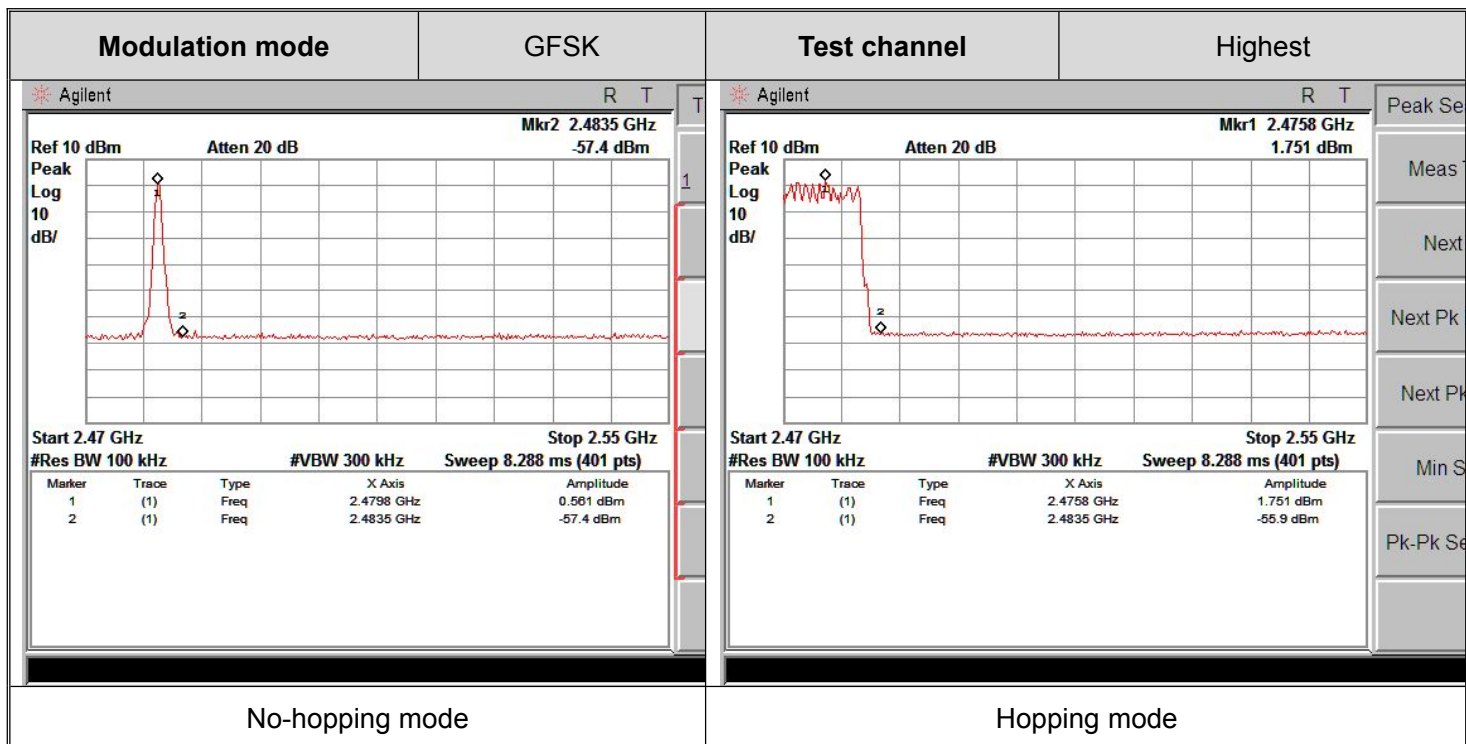 Modulation mode GFSK Test channel Highest
Agilent R T T
Mkr2 2.4835 GHz
Ref 10 dBm Atten 20 dB -57.4 dBm
Peak
Log
10
dB/
1
1
2
Start 2.47 GHz Stop 2.55 GHz
#Res BW 100 kHz #VBW 300 kHz Sweep 8.288 ms (401 pts)
Marker Trace Type X Axis Amplitude
1 (1) Freq 2.4798 GHz 0.561 dBm
2 (1) Freq 2.4835 GHz -57.4 dBm
No-hopping mode
Agilent R T
Mkr1 2.4758 GHz
Ref 10 dBm Atten 20 dB 1.751 dBm
Peak
Log
10
dB/
1
2
Start 2.47 GHz Stop 2.55 GHz
#Res BW 100 kHz #VBW 300 kHz Sweep 8.288 ms (401 pts)
Marker Trace Type X Axis Amplitude
1 (1) Freq 2.4758 GHz 1.751 dBm
2 (1) Freq 2.4835 GHz -55.9 dBm
Peak Se
Meas
Next
Next Pk
Next Pk
Min S
Pk-Pk Se
Hopping mode